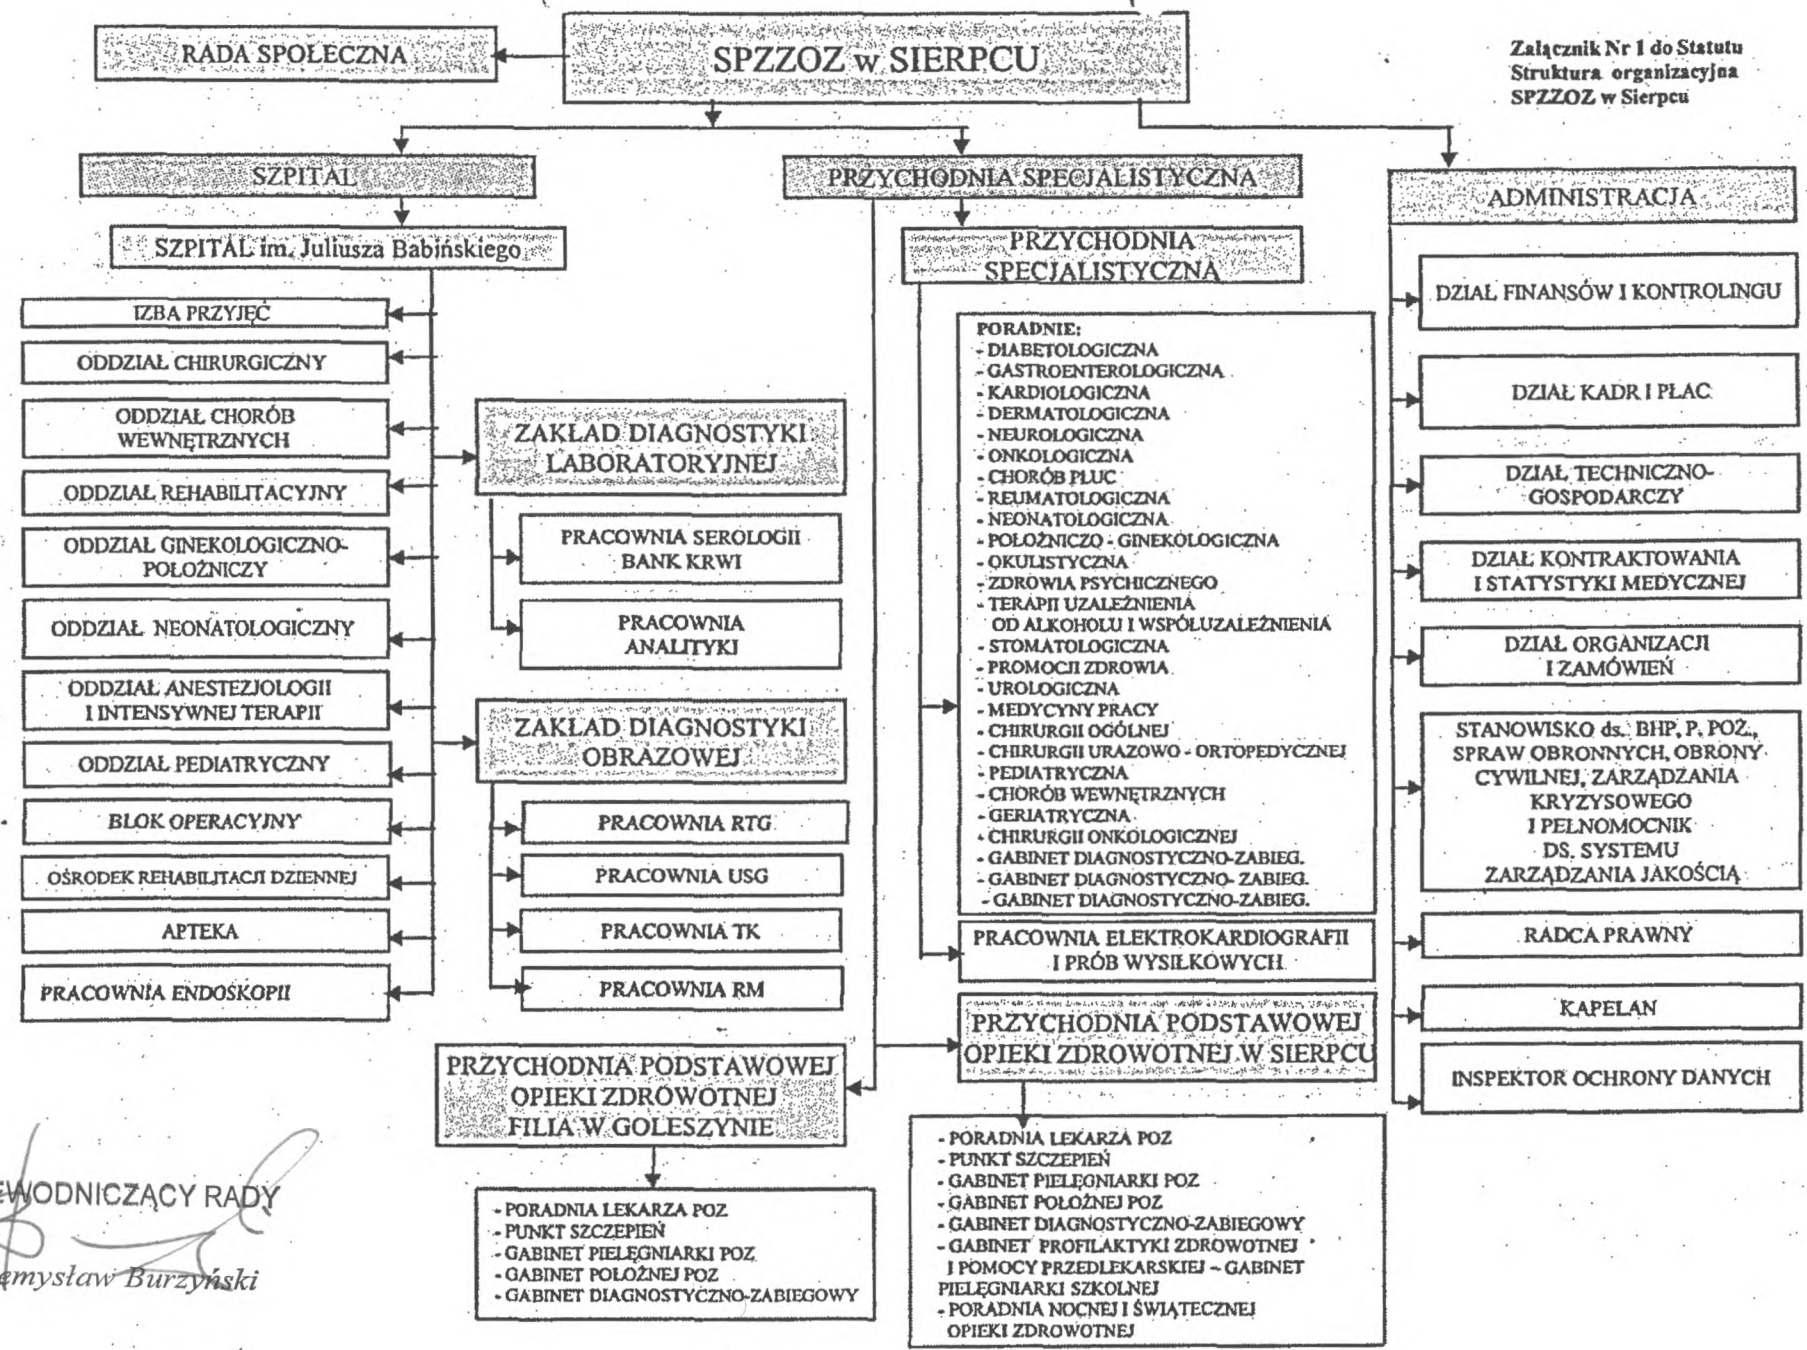 RADA SPOŁECZNA
SPZZOZ w SIERPCU
Załącznik Nr 1 do Statutu
Struktura organizacyjna
SPZZOZ w Sierpcu
SZPITAL
SZPITAL im. Juliusza Babińskiego
IZBA PRZYJĘĆ
ODDZIAŁ CHIRURGICZNY
ODDZIAŁ CHORÓB
WEWNĘTRZNYCH
ODDZIAŁ REHABILITACYJNY
ODDZIAŁ GINEKOLOGICZNO-
POŁOŻNICZY
ODDZIAŁ NEONATOLOGICZNY
ODDZIAŁ ANESTEZJOLOGII
I INTENSYWNEJ TERAPII
ODDZIAŁ PEDIATRYCZNY
BLOK OPERACYJNY
OŚRODEK REHABILITACJI DZIENNEJ
APTEKA
PRACOWNIA ENDOSKOPII
ZAKŁAD DIAGNOSTYKI
LABORATORYJNEJ
PRACOWNIA SEROLOGII
BANK KRWI
PRACOWNIA
ANALITYKI
ZAKŁAD DIAGNOSTYKI
OBRAZOWEJ
PRACOWNIA RTG
PRACOWNIA USG
PRACOWNIA TK
PRACOWNIA RM
PRZYCHODNIA SPECJALISTYCZNA
PRZYCHODNIA
SPECJALISTYCZNA
PORADNIE:
- DIABETOLOGICZNA
- GASTROENTEROLOGICZNA
- KARDIOLOGICZNA
- DERMATOLOGICZNA
- NEUROLOGICZNA
- ONKOLOGICZNA
- CHORÓB PŁUC
- REUMATOLOGICZNA
- NEONATOLOGICZNA
- POŁOŻNICZO - GINEKOLOGICZNA
- OKULISTYCZNA
- ZDROWIA PSYCHICZNEGO
- TERAPII UZALEŻNIENIA
OD ALKOHOLU I WSPÓŁUZALEŻNIENIA
- STOMATOLOGICZNA
- PROMOCJI ZDROWIA
- UROLOGICZNA
- MEDYCYNY PRACY
- CHIRURGII OGÓLNEJ
- CHIRURGII URAZOWO - ORTOPEDYCZNEJ
- PEDIATRYCZNA
- CHORÓB WEWNĘTRZNYCH
- GERIATRYCZNA
- CHIRURGII ONKOLOGICZNEJ
- GABINET DIAGNOSTYCZNO-ZABIEG.
- GABINET DIAGNOSTYCZNO- ZABIEG.
- GABINET DIAGNOSTYCZNO-ZABIEG.
PRACOWNIA ELEKTROKARDIOGRAFII
I PRÓB WYSIŁKOWYCH
PRZYCHODNIA PODSTAWOWEJ
OPIEKI ZDROWOTNEJ W SIERPCU
- PORADNIA LEKARZA POZ
- PUNKT SZCZEPIEŃ
- GABINET PIELĘGNIARKI POZ
- GABINET POŁOŻNEJ POZ
- GABINET DIAGNOSTYCZNO-ZABIEGOWY
- GABINET PROFILAKTYKI ZDROWOTNEJ
I POMOCY PRZEDLEKARSKIEJ – GABINET
PIELĘGNIARKI SZKOLNEJ
- PORADNIA NOCNEJ I ŚWIĄTECZNEJ
OPIEKI ZDROWOTNEJ
PRZYCHODNIA PODSTAWOWEJ
OPIEKI ZDROWOTNEJ
FILIA W GOLESZYNIE
- PORADNIA LEKARZA POZ
- PUNKT SZCZEPIEŃ
- GABINET PIELĘGNIARKI POZ
- GABINET POŁOŻNEJ POZ
- GABINET DIAGNOSTYCZNO-ZABIEGOWY
ADMINISTRACJA
DZIAŁ FINANSÓW I KONTROLINGU
DZIAŁ KADR I PŁAC
DZIAŁ TECHNICZNO-
GOSPODARCZY
DZIAŁ KONTRAKTOWANIA
I STATYSTYKI MEDYCZNEJ
DZIAŁ ORGANIZACJI
I ZAMÓWIEŃ
STANOWISKO ds. BHP, P. POŻ.,
SPRAW OBRONNYCH, OBRONY
CYWILNEJ, ZARZĄDZANIA
KRYZYSOWEGO
I PEŁNOMOCNIK
DS. SYSTEMU
ZARZĄDZANIA JAKOŚCIĄ
RADCA PRAWNY
KAPELAN
INSPEKTOR OCHRONY DANYCH
EWODNICZĄCY RADY
emysław Burzyński